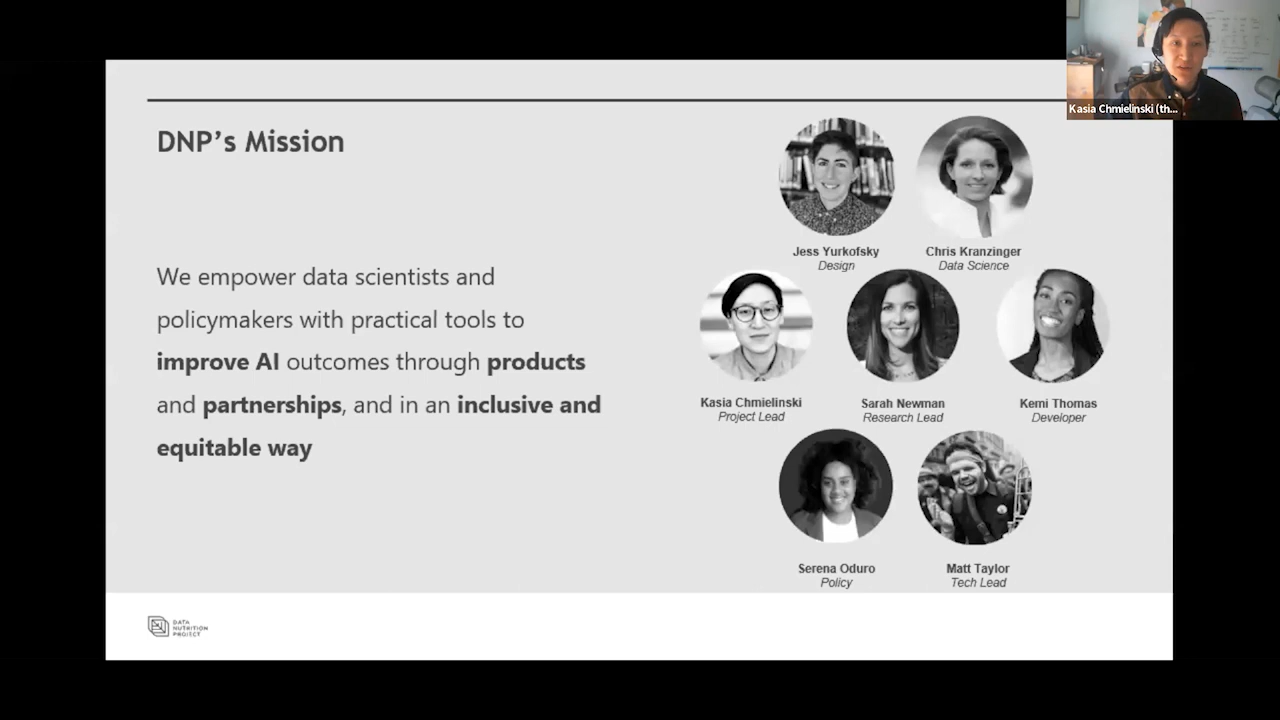 Kasia Chmielinski (th...
DNP's Mission
We empower data scientists and
policymakers with practical tools to
improve AI outcomes through products
and partnerships, and in an inclusive and
equitable way
Jess Yurkofsky
Design
Chris Kranzinger
Data Science
Kasia Chmielinski
Project Lead
Sarah Newman
Research Lead
Kemi Thomas
Developer
Serena Oduro
Policy
Matt Taylor
Tech Lead
DATA
NUTRITION
PROJECT